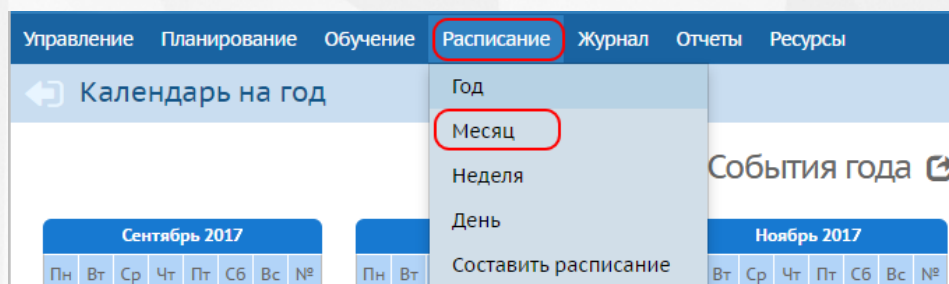 Управление Планирование Обучение Расписание Журнал Отчеты Ресурсы
Календарь на год
Год
Месяц
Неделя
День
Составить расписание
События года
Сентябрь 2017
Ноябрь 2017
Пн Вт Ср Чт Пт Сб Вс №
Пн Вт
Вт Ср Чт Пт Сб Вс №